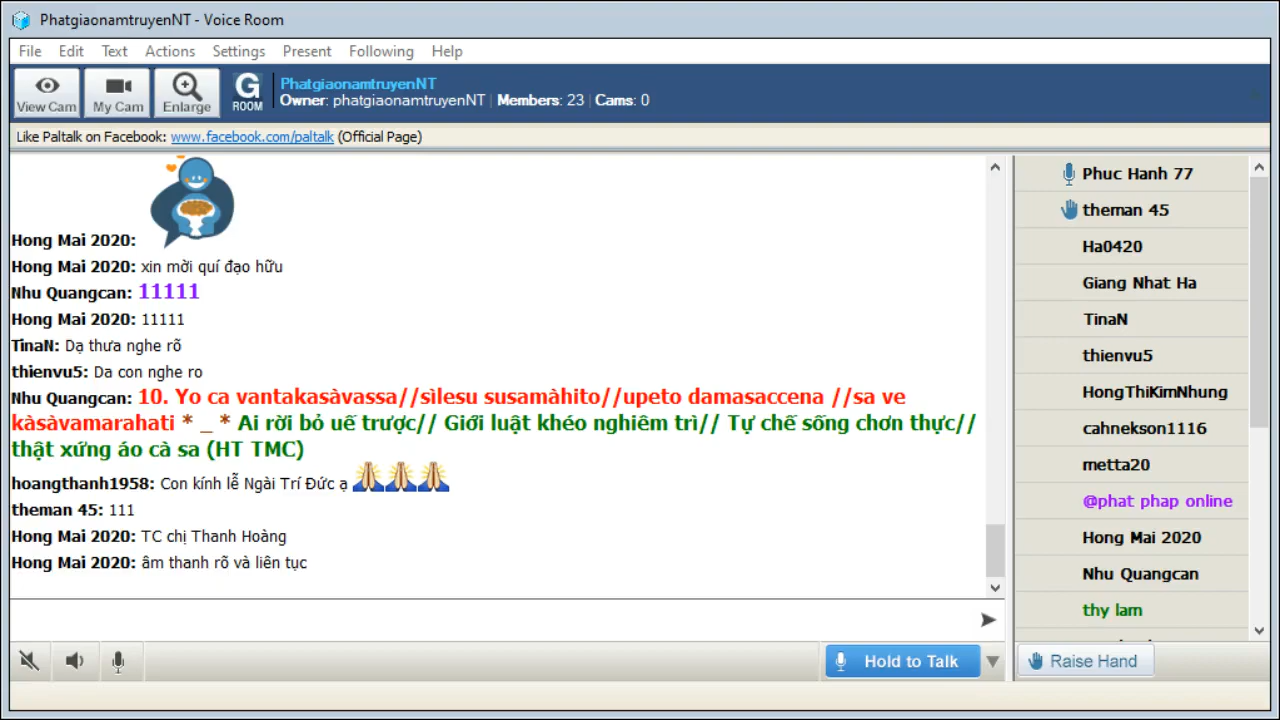 PhatgiaonamtruyenNT - Voice Room
File Edit Text Actions Settings Present Following Help
View Cam My Cam Enlarge G ROOM
PhatgiaonamtruyenNT
Owner: phatgiaonamtruyenNT | Members: 23 | Cams: 0
Like Paltalk on Facebook: www.facebook.com/paltalk (Official Page)
Hong Mai 2020:
Hong Mai 2020: xin mời quí đạo hữu
Nhu Quangcan: 11111
Hong Mai 2020: 11111
TinaN: Dạ thưa nghe rõ
thienvu5: Da con nghe ro
Nhu Quangcan: 10. Yo ca vantakasàvassa//sìlesu susamàhito//upeto damasaccena //sa ve
kàsàvamarahati * _ * Ai rời bỏ uế trược// Giới luật khéo nghiêm trì// Tự chế sống chơn thực//
thật xứng áo cà sa (HT TMC)
hoangthanh1958: Con kính lễ Ngài Trí Đức ạ
theman 45: 111
Hong Mai 2020: TC chị Thanh Hoàng
Hong Mai 2020: âm thanh rõ và liên tục
Phuc Hanh 77
theman 45
Ha0420
Giang Nhat Ha
TinaN
thienvu5
HongThiKimNhung
cahnekson1116
metta20
@phat phap online
Hong Mai 2020
Nhu Quangcan
thy lam
Hold to Talk
Raise Hand